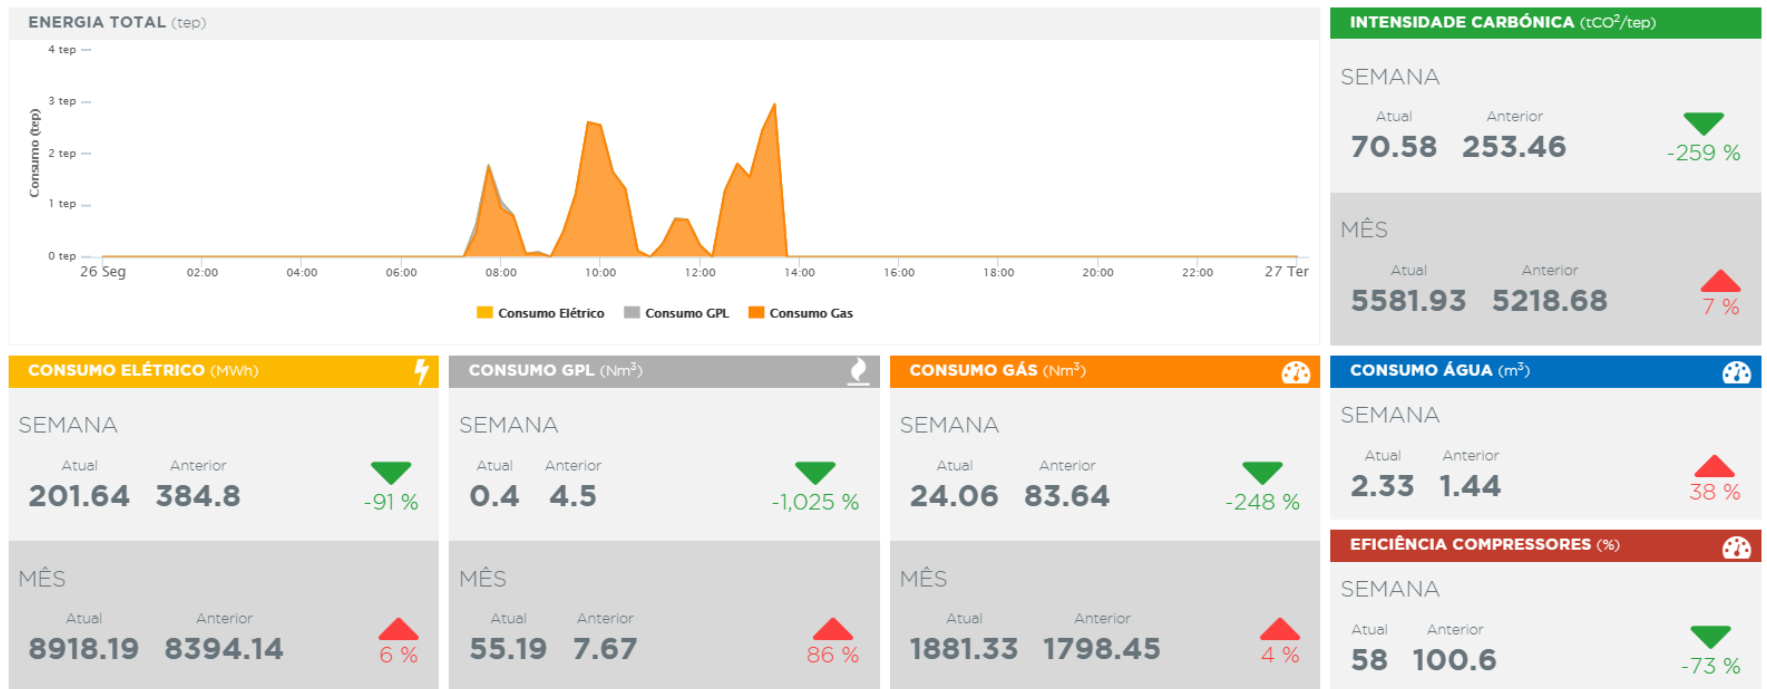 ENERGIA TOTAL (tep)
4 tep
3 tep
2 tep
1 tep
0 tep
Consumo (tep)
26 Seg 02:00 04:00 06:00 08:00 10:00 12:00 14:00 16:00 18:00 20:00 22:00 27 Ter
Consumo Elétrico Consumo GPL Consumo Gas
INTENSIDADE CARBÓNICA (tCO²/tep)
SEMANA
Atual Anterior
70.58 253.46
-259 %
MÊS
Atual Anterior
5581.93 5218.68
7 %
CONSUMO ELÉTRICO (MWh)
SEMANA
Atual Anterior
201.64 384.8
-91 %
MÊS
Atual Anterior
8918.19 8394.14
6 %
CONSUMO GPL (Nm³)
SEMANA
Atual Anterior
0.4 4.5
-1,025 %
MÊS
Atual Anterior
55.19 7.67
86 %
CONSUMO GÁS (Nm³)
SEMANA
Atual Anterior
24.06 83.64
-248 %
MÊS
Atual Anterior
1881.33 1798.45
4 %
CONSUMO ÁGUA (m³)
SEMANA
Atual Anterior
2.33 1.44
38 %
EFICIÊNCIA COMPRESSORES (%)
SEMANA
Atual Anterior
58 100.6
-73 %